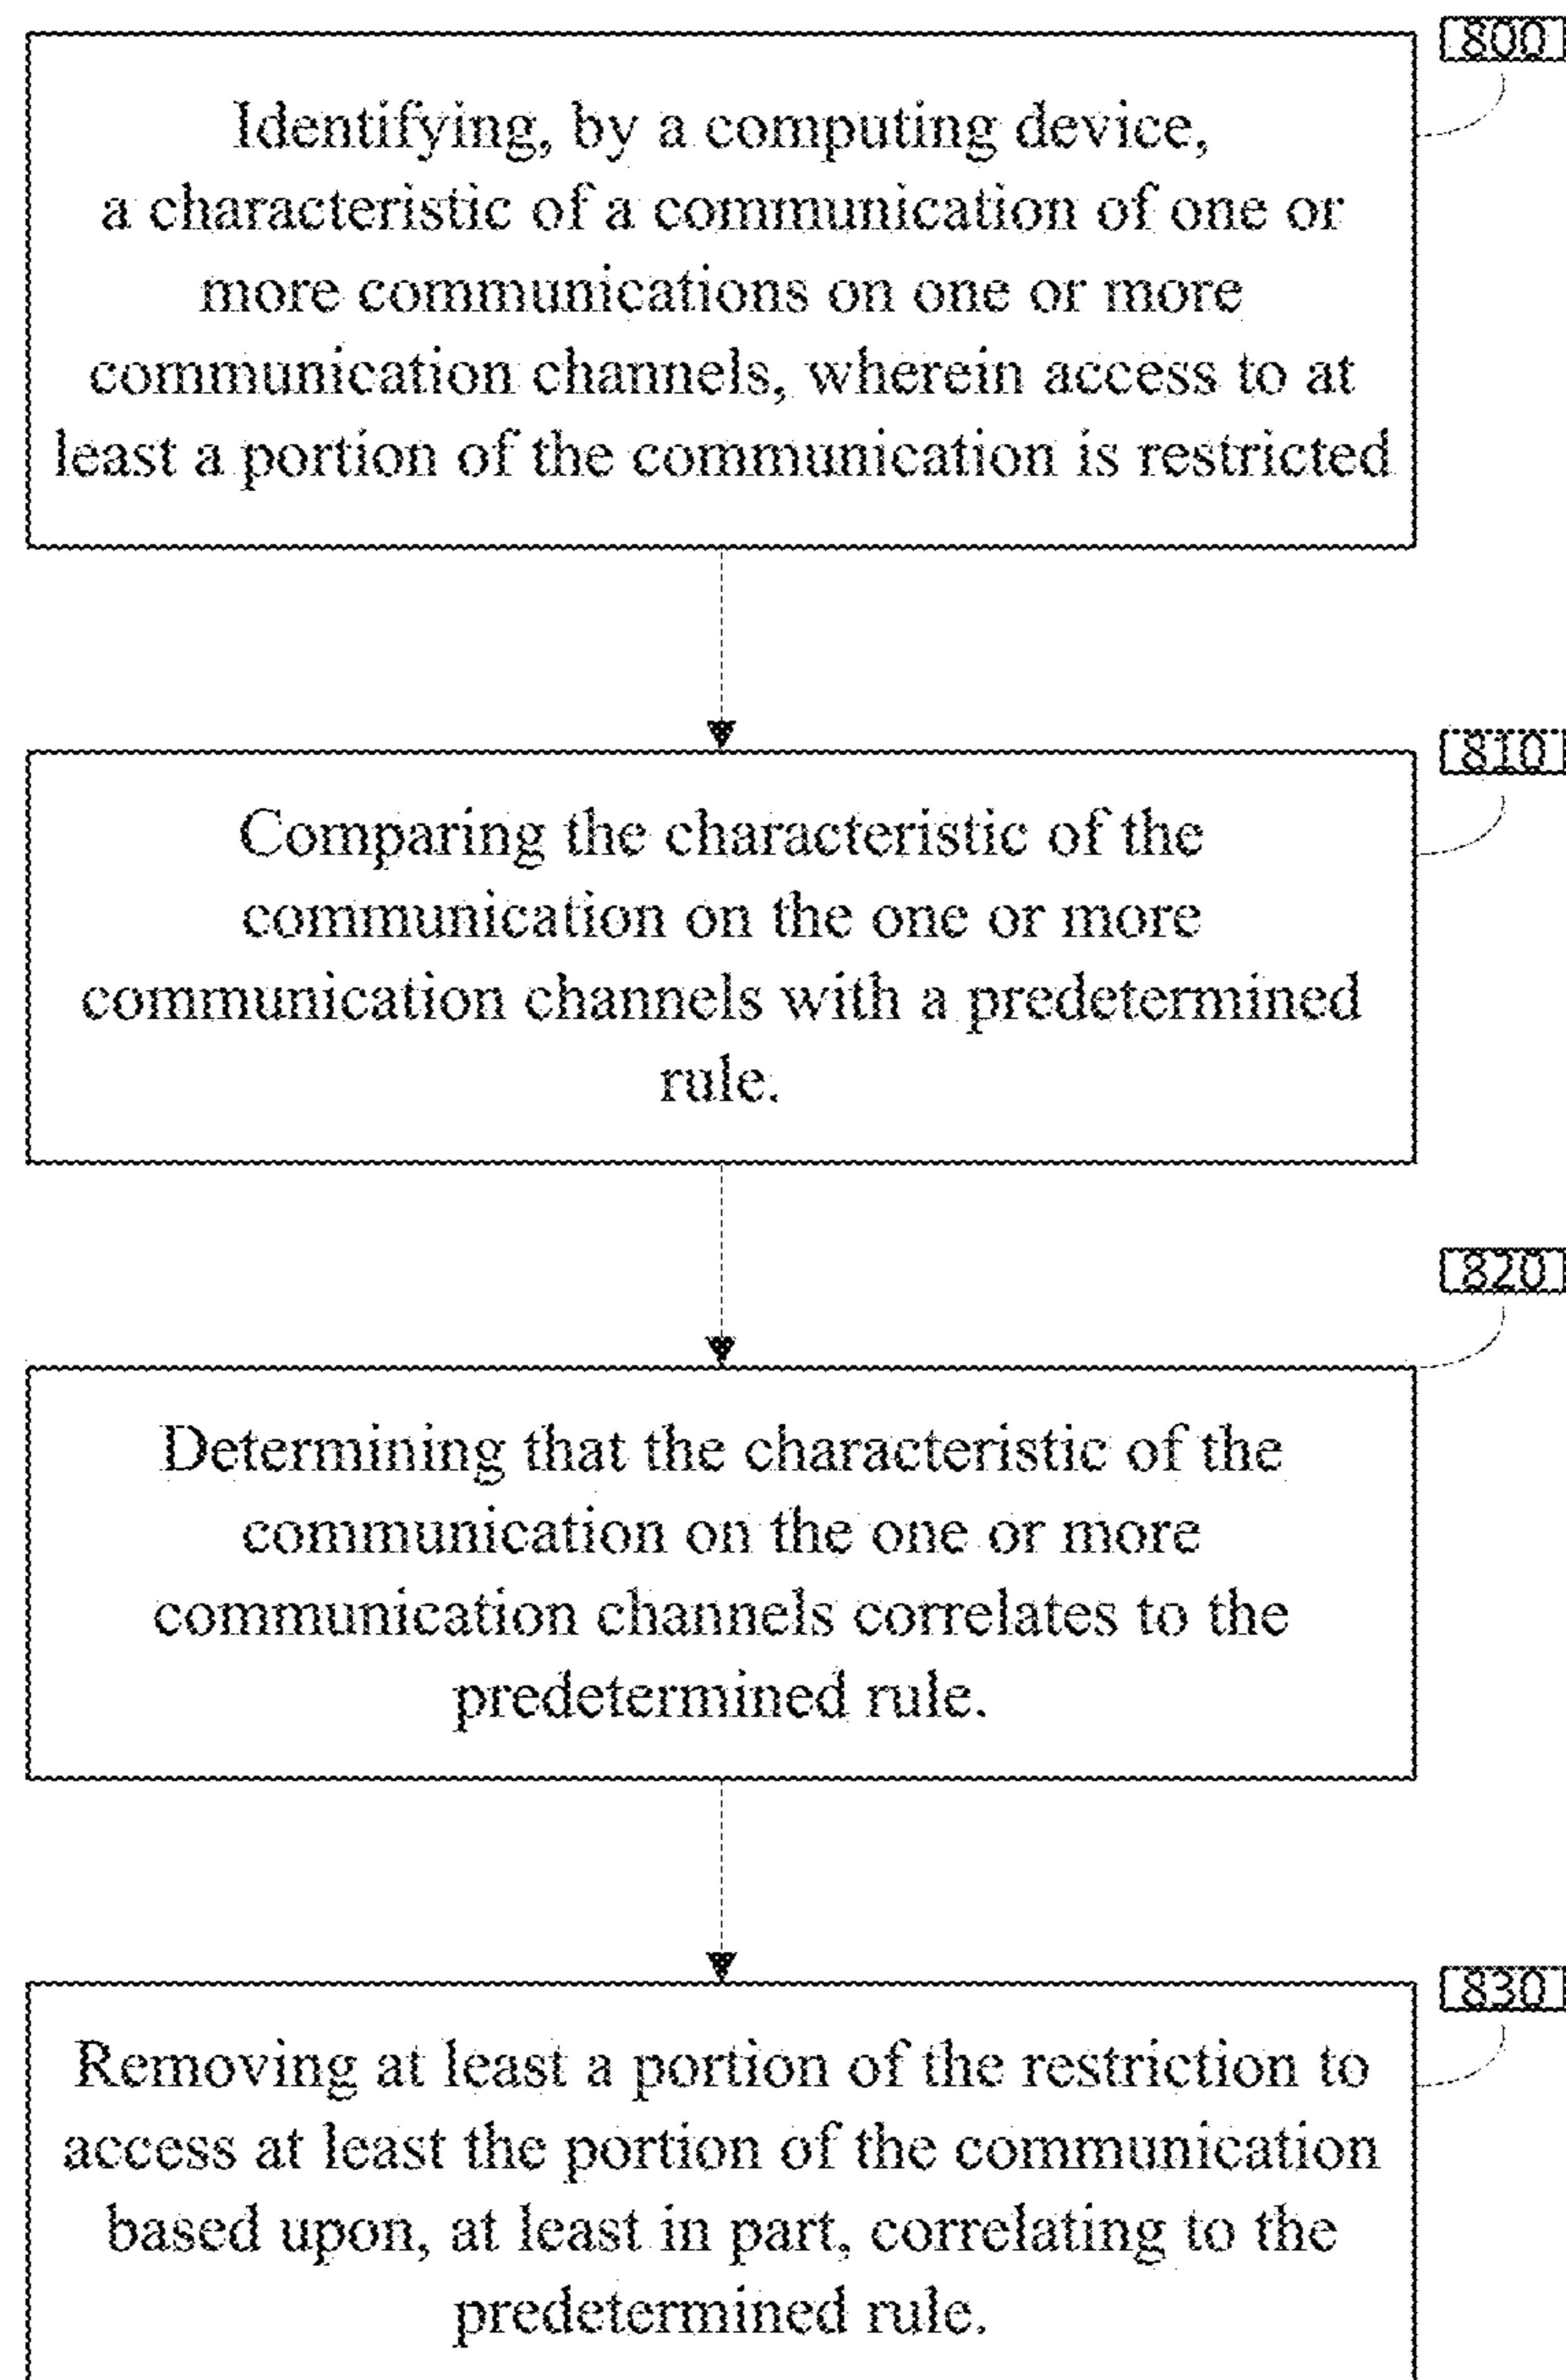 800
Identifying, by a computing device,
a characteristic of a communication of one or
more communications on one or more
communication channels, wherein access to at
least a portion of the communication is restricted
810
Comparing the characteristic of the
communication on the one or more
communication channels with a predetermined
rule.
820
Determining that the characteristic of the
communication on the one or more
communication channels correlates to the
predetermined rule.
830
Removing at least a portion of the restriction to
access at least the portion of the communication
based upon, at least in part, correlating to the
predetermined rule.